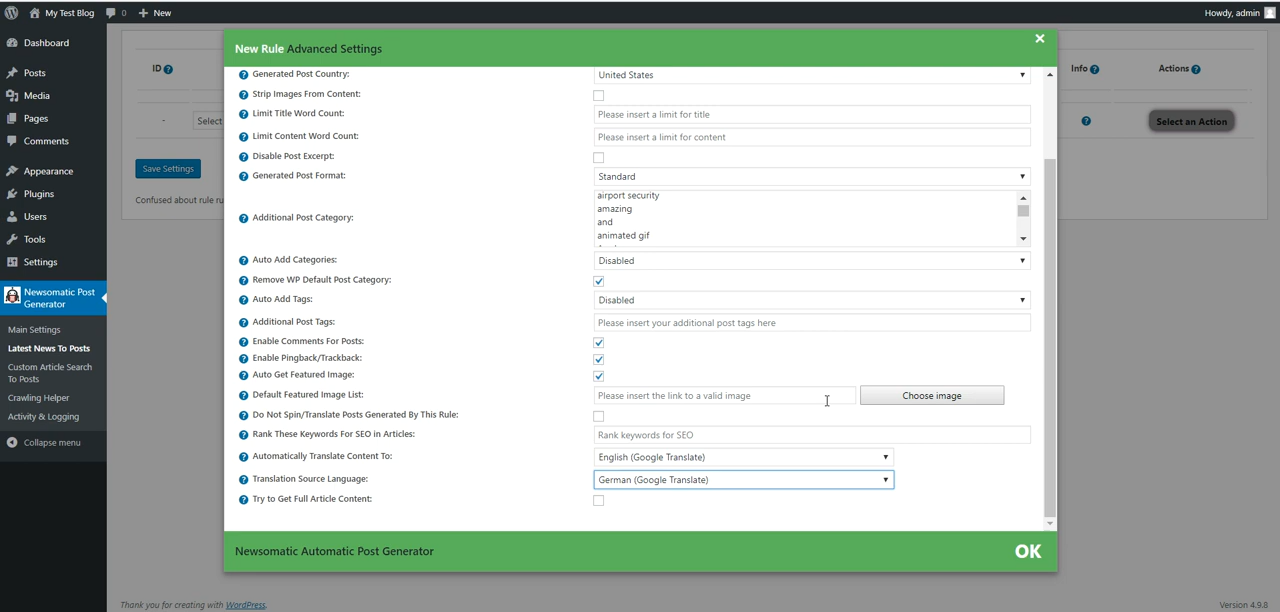 My Test Blog 0 + New Howdy, admin
Dashboard
Posts
Media
Pages
Comments
Appearance
Plugins
Users
Tools
Settings
Newsomatic Post
Generator
Main Settings
Latest News To Posts
Custom Article Search
To Posts
Crawling Helper
Activity & Logging
Collapse menu
ID
-
Select
Save Settings
Confused about rule ru
Info
Actions
Select an Action
New Rule Advanced Settings
Generated Post Country: United States
Strip Images From Content:
Limit Title Word Count: Please insert a limit for title
Limit Content Word Count: Please insert a limit for content
Disable Post Excerpt:
Generated Post Format: Standard
airport security
amazing
Additional Post Category:
and
animated gif
Auto Add Categories: Disabled
Remove WP Default Post Category:
Auto Add Tags: Disabled
Additional Post Tags: Please insert your additional post tags here
Enable Comments For Posts:
Enable Pingback/Trackback:
Auto Get Featured Image:
Default Featured Image List: Please insert the link to a valid image Choose image
Do Not Spin/Translate Posts Generated By This Rule:
Rank These Keywords For SEO in Articles: Rank keywords for SEO
Automatically Translate Content To: English (Google Translate)
Translation Source Language: German (Google Translate)
Try to Get Full Article Content:
Newsomatic Automatic Post Generator OK
Thank you for creating with WordPress. Version 4.9.8